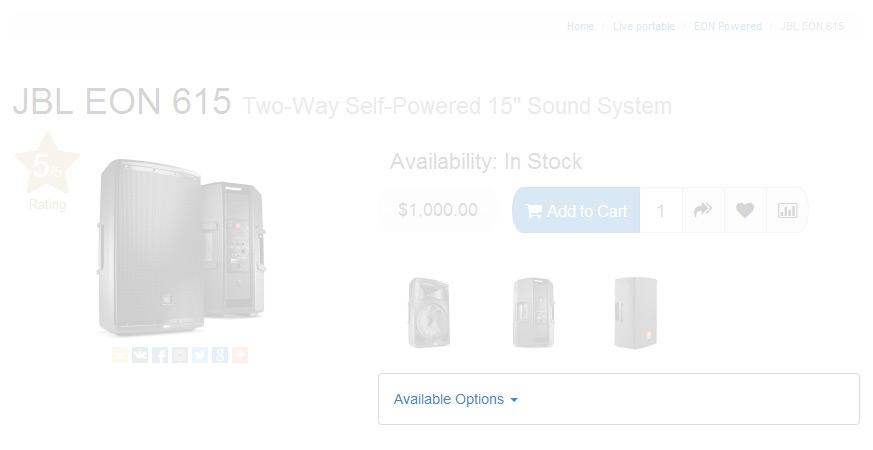 Home / Live portable / EON Powered / JBL EON 615
JBL EON 615 Two-Way Self-Powered 15" Sound System
5/5
Rating
Availability: In Stock
$1,000.00 Add to Cart 1
Available Options